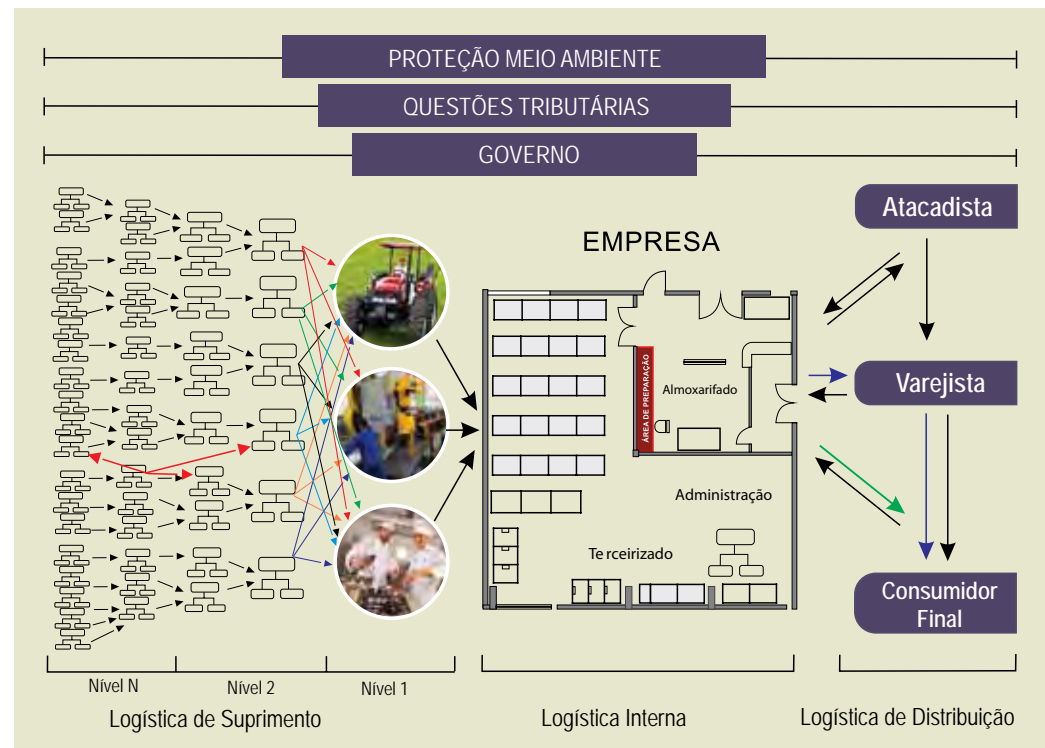 PROTEÇÃO MEIO AMBIENTE
QUESTÕES TRIBUTÁRIAS
GOVERNO
Atacadista
EMPRESA
ÁREA DE PREPARAÇÃO
Almoxarifado
Varejista
Administração
Te rceirizado
Consumidor
Final
Nível N
Nível 2
Nível 1
Logística de Suprimento
Logística Interna
Logística de Distribuição